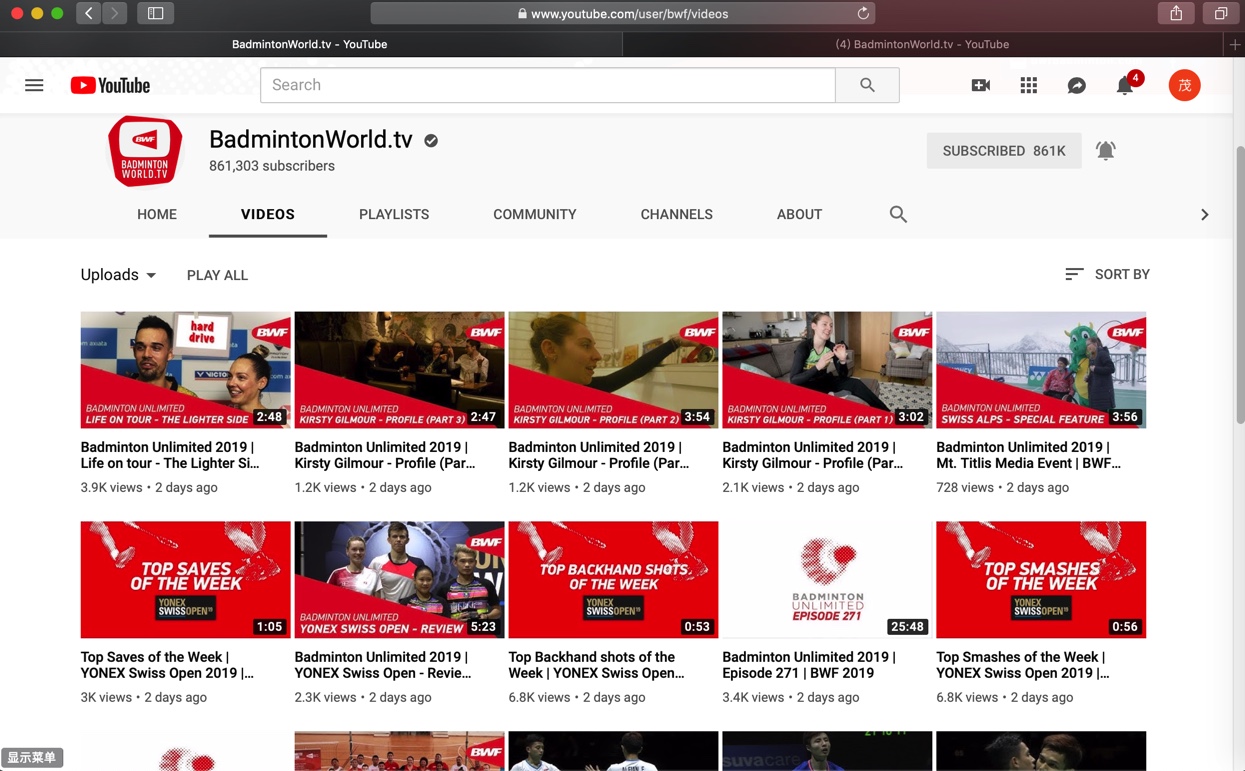 www.youtube.com/user/bwf/videos
BadmintonWorld.tv - YouTube
(4) BadmintonWorld.tv - YouTube
YouTube
Search
4
茂
BWF
BADMINTON
WORLD.TV
BadmintonWorld.tv
861,303 subscribers
SUBSCRIBED 861K
HOME
VIDEOS
PLAYLISTS
COMMUNITY
CHANNELS
ABOUT
Uploads
PLAY ALL
SORT BY
hard
drive
BWF
VICTOR
BADMINTON UNLIMITED
LIFE ON TOUR - THE LIGHTER SIDE
2:48
Badminton Unlimited 2019 |
Life on tour - The Lighter Si...
3.9K views • 2 days ago
BWF
BADMINTON UNLIMITED
KIRSTY GILMOUR - PROFILE (PART 3)
2:47
Badminton Unlimited 2019 |
Kirsty Gilmour - Profile (Par...
1.2K views • 2 days ago
BWF
BADMINTON UNLIMITED
KIRSTY GILMOUR - PROFILE (PART 2)
3:54
Badminton Unlimited 2019 |
Kirsty Gilmour - Profile (Par...
1.2K views • 2 days ago
BWF
BADMINTON UNLIMITED
KIRSTY GILMOUR - PROFILE (PART 1)
3:02
Badminton Unlimited 2019 |
Kirsty Gilmour - Profile (Par...
2.1K views • 2 days ago
BWF
BADMINTON UNLIMITED
SWISS ALPS - SPECIAL FEATURE
3:56
Badminton Unlimited 2019 |
Mt. Titlis Media Event | BWF...
728 views • 2 days ago
TOP SAVES
OF THE WEEK
YONEX
SWISSOPEN
1:05
Top Saves of the Week |
YONEX Swiss Open 2019 |...
3K views • 2 days ago
BWF
BADMINTON UNLIMITED
YONEX SWISS OPEN - REVIEW
5:23
Badminton Unlimited 2019 |
YONEX Swiss Open - Revie...
2.3K views • 2 days ago
TOP BACKHAND SHOTS
OF THE WEEK
YONEX
SWISSOPEN
0:53
Top Backhand shots of the
Week | YONEX Swiss Open...
6.8K views • 2 days ago
BADMINTON
UNLIMITED
EPISODE 271
25:48
Badminton Unlimited 2019 |
Episode 271 | BWF 2019
3.4K views • 2 days ago
TOP SMASHES
OF THE WEEK
YONEX
SWISSOPEN
0:56
Top Smashes of the Week |
YONEX Swiss Open 2019 |...
6.8K views • 2 days ago
BWF
suvacare
显示菜单